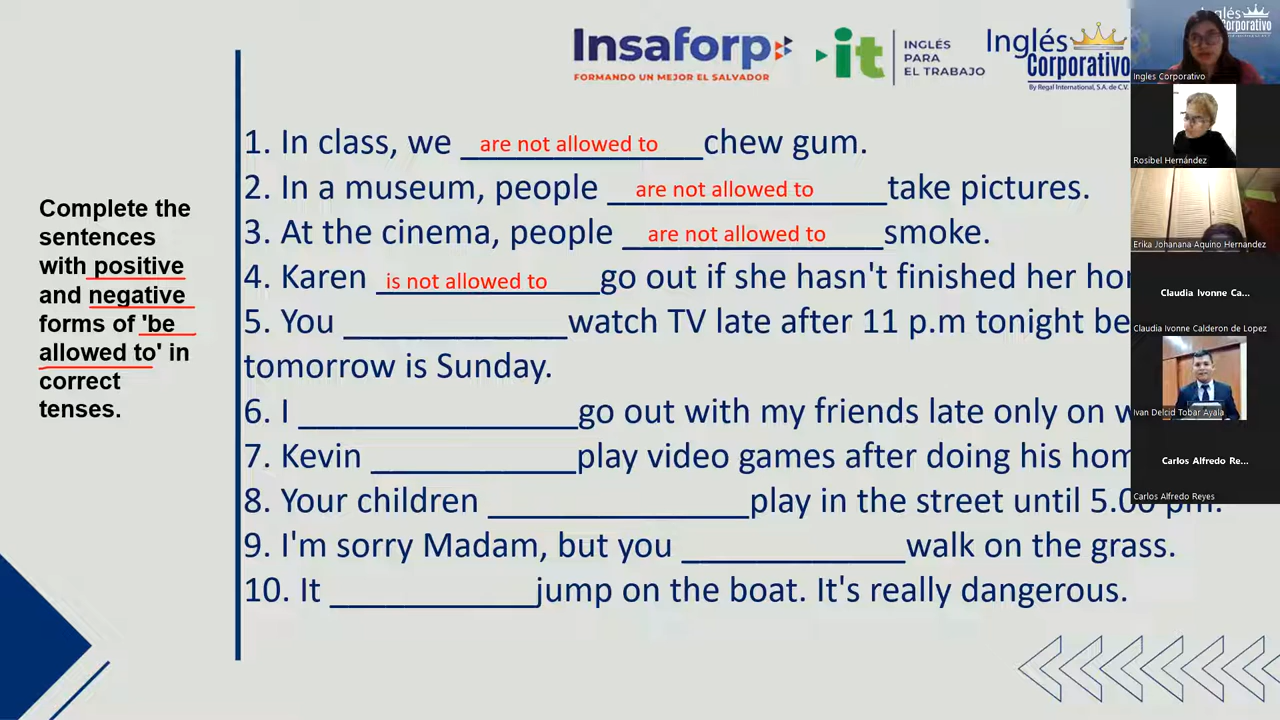 Insaforp
FORMANDO UN MEJOR EL SALVADOR
it
INGLÉS
PARA
EL TRABAJO
Inglés
Corporativo
By Regal International, S.A. de C.V.
Complete the
sentences
with positive
and negative
forms of 'be
allowed to' in
correct
tenses.
1. In class, we are not allowed to chew gum.
2. In a museum, people are not allowed to take pictures.
3. At the cinema, people are not allowed to smoke.
4. Karen is not allowed to go out if she hasn't finished her
5. You ____________ watch TV late after 11 p.m tonight
tomorrow is Sunday.
6. I _______________ go out with my friends late only on
7. Kevin ___________ play video games after doing his
8. Your children ______________ play in the street until 5.00 pm.
9. I'm sorry Madam, but you ____________ walk on the grass.
10. It ___________ jump on the boat. It's really dangerous.
Inglés
Corporativo
Ingles Corporativo
Rosibel Hernández
Erika Johanana Aquino Hernandez
Claudia Ivonne Ca...
Claudia Ivonne Calderon de Lopez
Ivan Delcid Tobar Ayala
Carlos Alfredo Re...
Carlos Alfredo Reyes